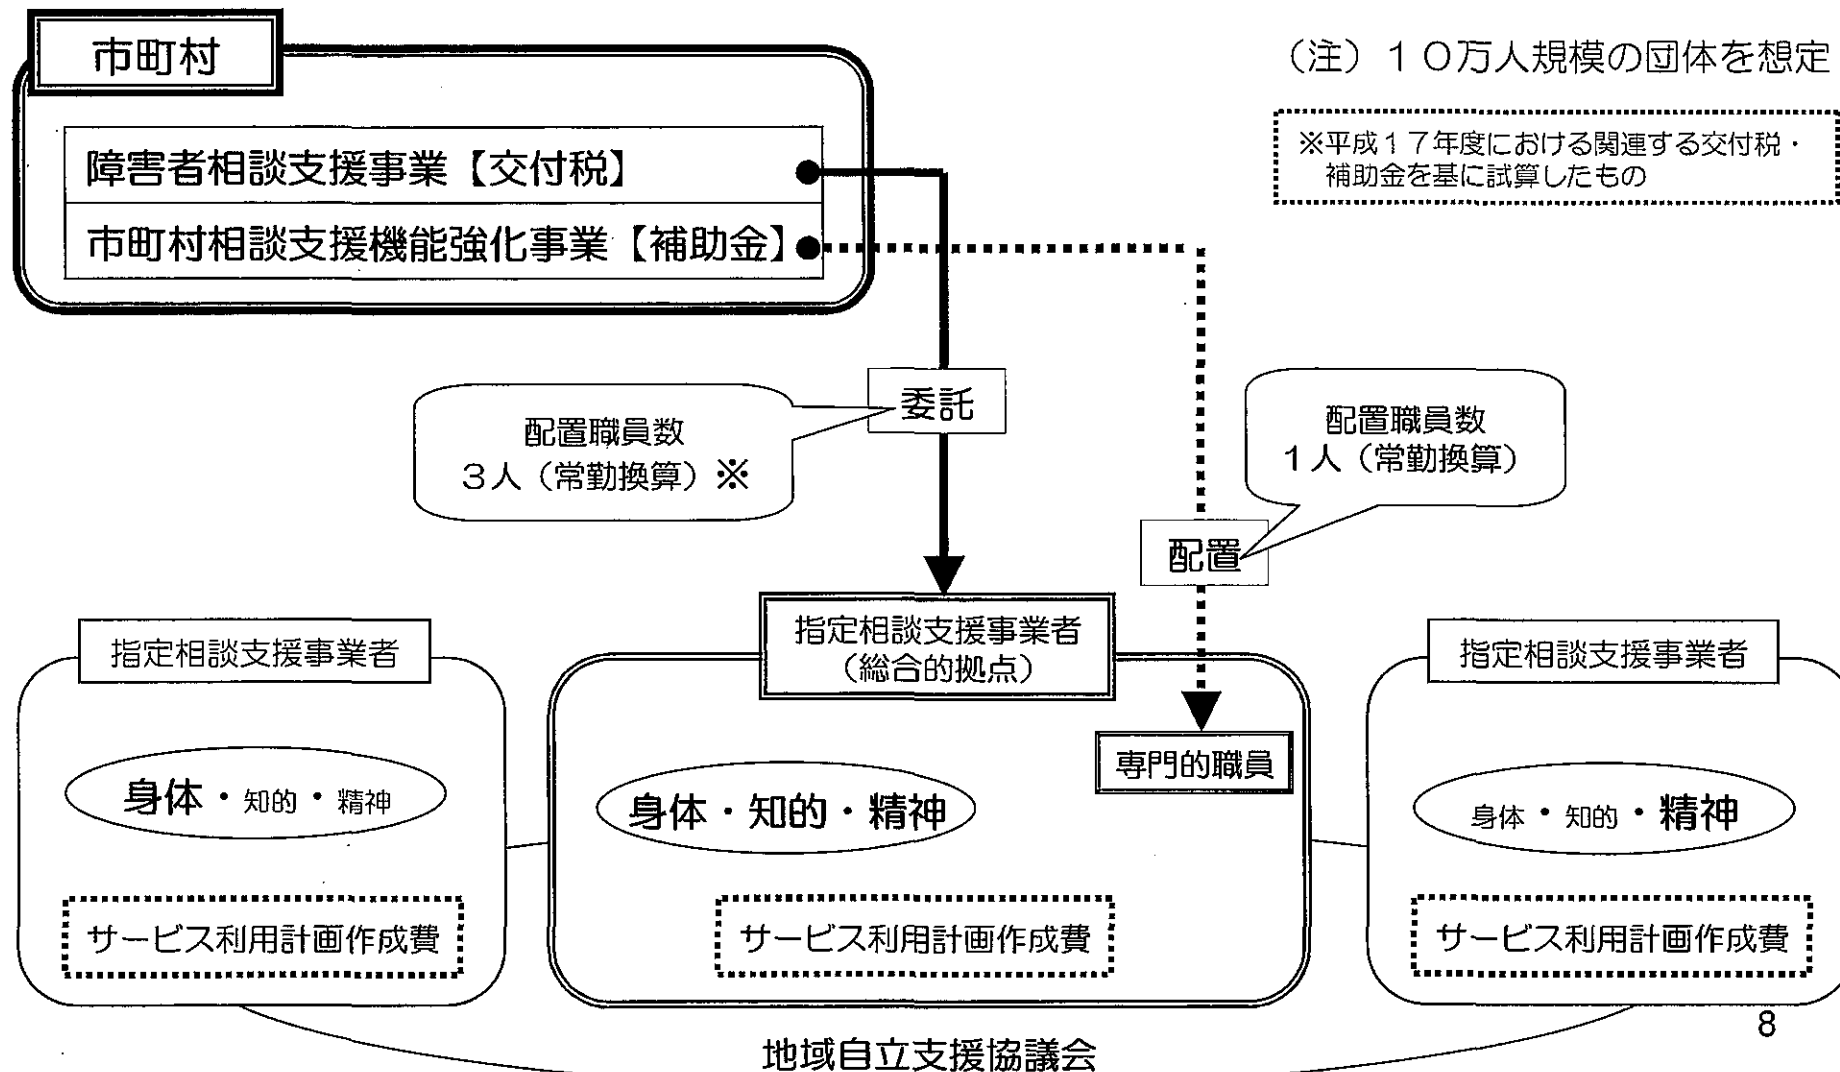 市町村
（注）１０万人規模の団体を想定
障害者相談支援事業【交付税】
市町村相談支援機能強化事業【補助金】
※平成１７年度における関連する交付税・
補助金を基に試算したもの
委託
配置職員数
３人（常勤換算）※
配置職員数
１人（常勤換算）
配置
指定相談支援事業者
指定相談支援事業者
（総合的拠点）
指定相談支援事業者
専門的職員
身体・知的・精神
身体・知的・精神
身体・知的・精神
サービス利用計画作成費
サービス利用計画作成費
サービス利用計画作成費
地域自立支援協議会
8